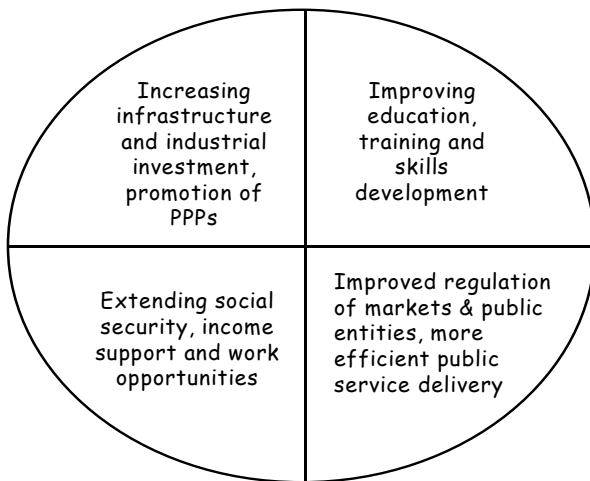 Increasing
infrastructure
and industrial
investment,
promotion of
PPPs
Improving
education,
training and
skills
development
Extending social
security, income
support and work
opportunities
Improved regulation
of markets & public
entities, more
efficient public
service delivery